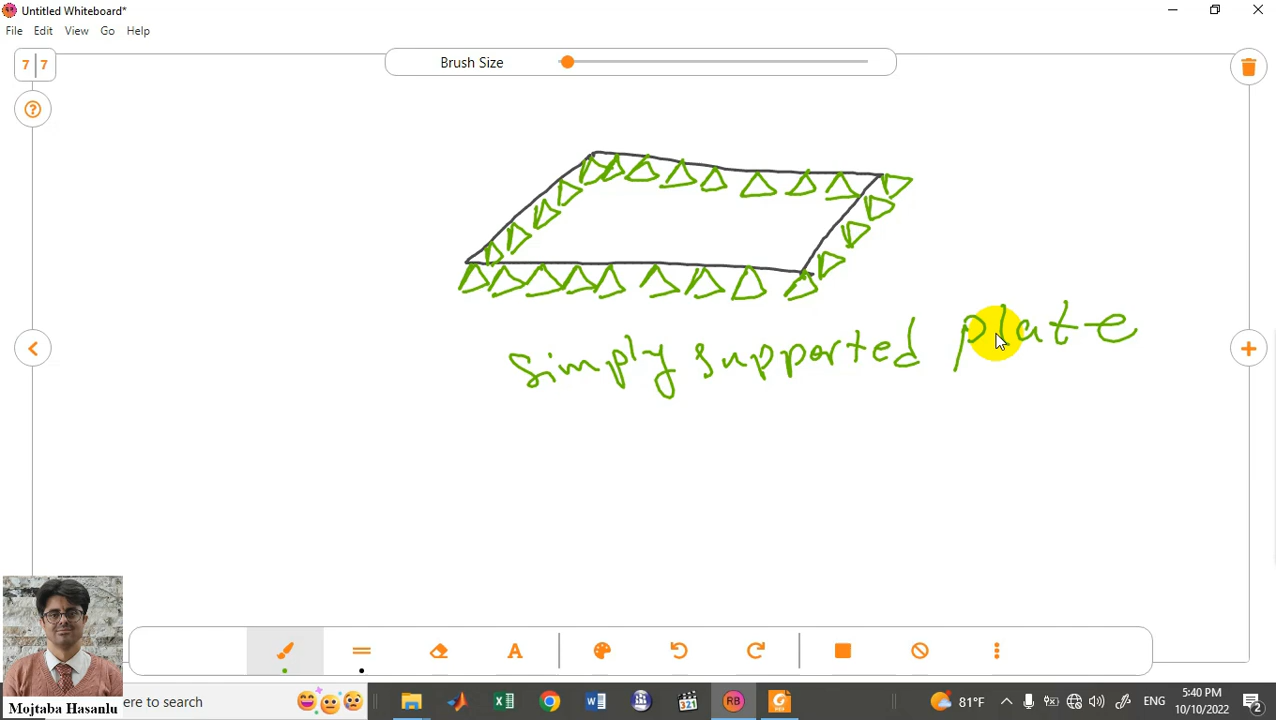 Untitled Whiteboard*
File Edit View Go Help
7 7
Brush Size
simply supported plate
Mojtaba Hasanlu
ere to search
81°F
ENG
5:40 PM
10/10/2022
2